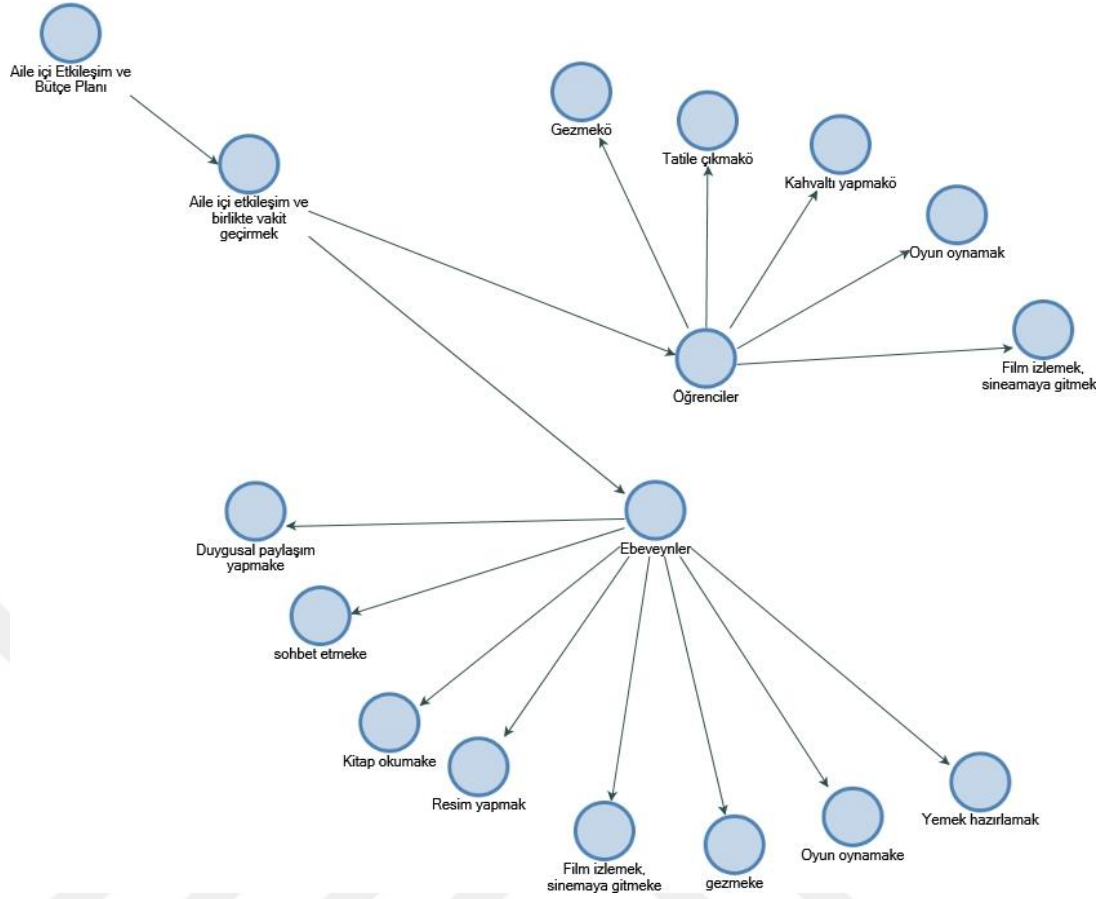 Aile içi Etkileşim ve
Bütçe Planı
Aile içi etkileşim ve
birlikte vakit
geçirmek
Gezmekö
Tatile çıkmakö
Kahvaltı yapmakö
Oyun oynamak
Film izlemek,
sineamaya gitmek
Öğrenciler
Ebeveynler
Duygusal paylaşım
yapmake
sohbet etmeke
Kitap okumake
Resim yapmak
Film izlemek,
sinemaya gitmeke
gezmeke
Oyun oynamake
Yemek hazırlamak